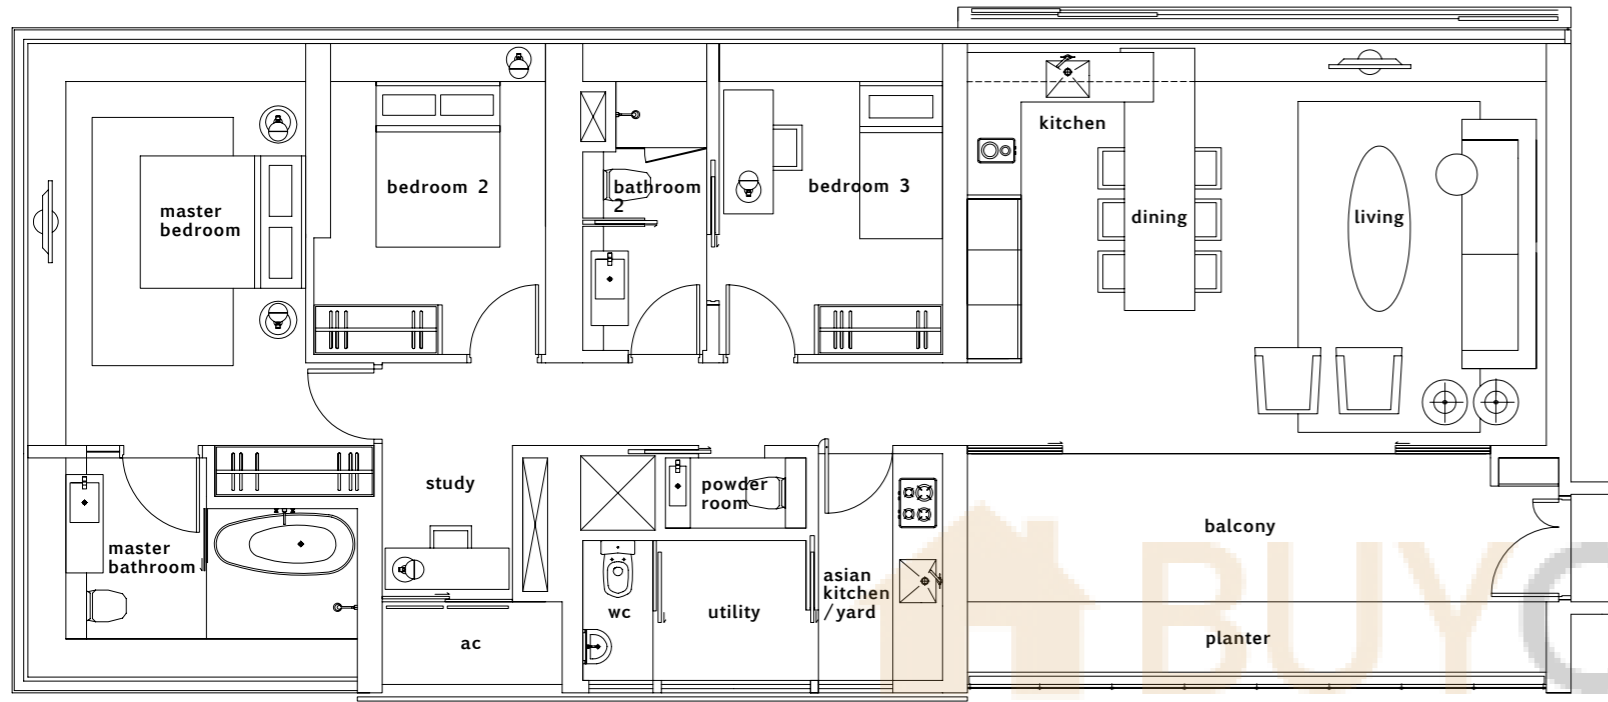 kitchen
bedroom 2
bathroom
2
bedroom 3
master
bedroom
dining
living
study
powder
room
balcony
master
bathroom
asian
kitchen
/yard
wc
utility
ac
planter
BUY